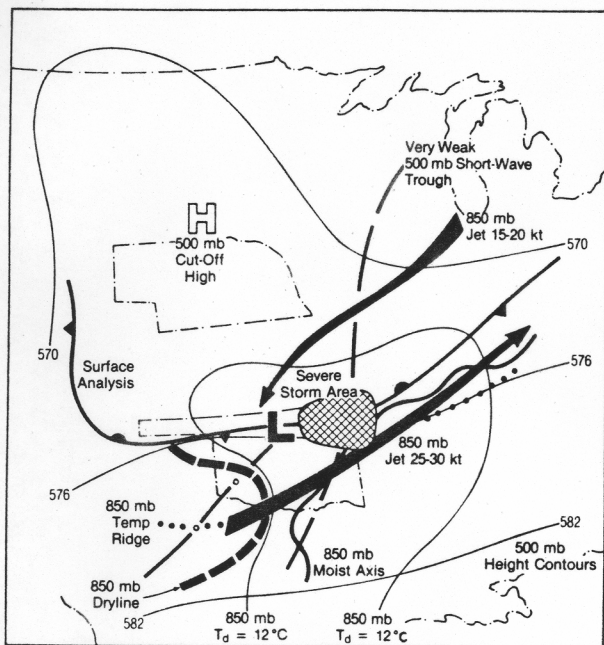 Very Weak
500 mb Short-Wave
Trough
850 mb
Jet 15-20 kt
H
500 mb
Cut-Off
High
570
570
Surface
Analysis
Severe
Storm Area
576
L
850 mb
Jet 25-30 kt
576
850 mb
Temp
Ridge
582
500 mb
Height Contours
850 mb
Moist Axis
850 mb
Dryline
582
850 mb
Td = 12°C
850 mb
Td = 12°C